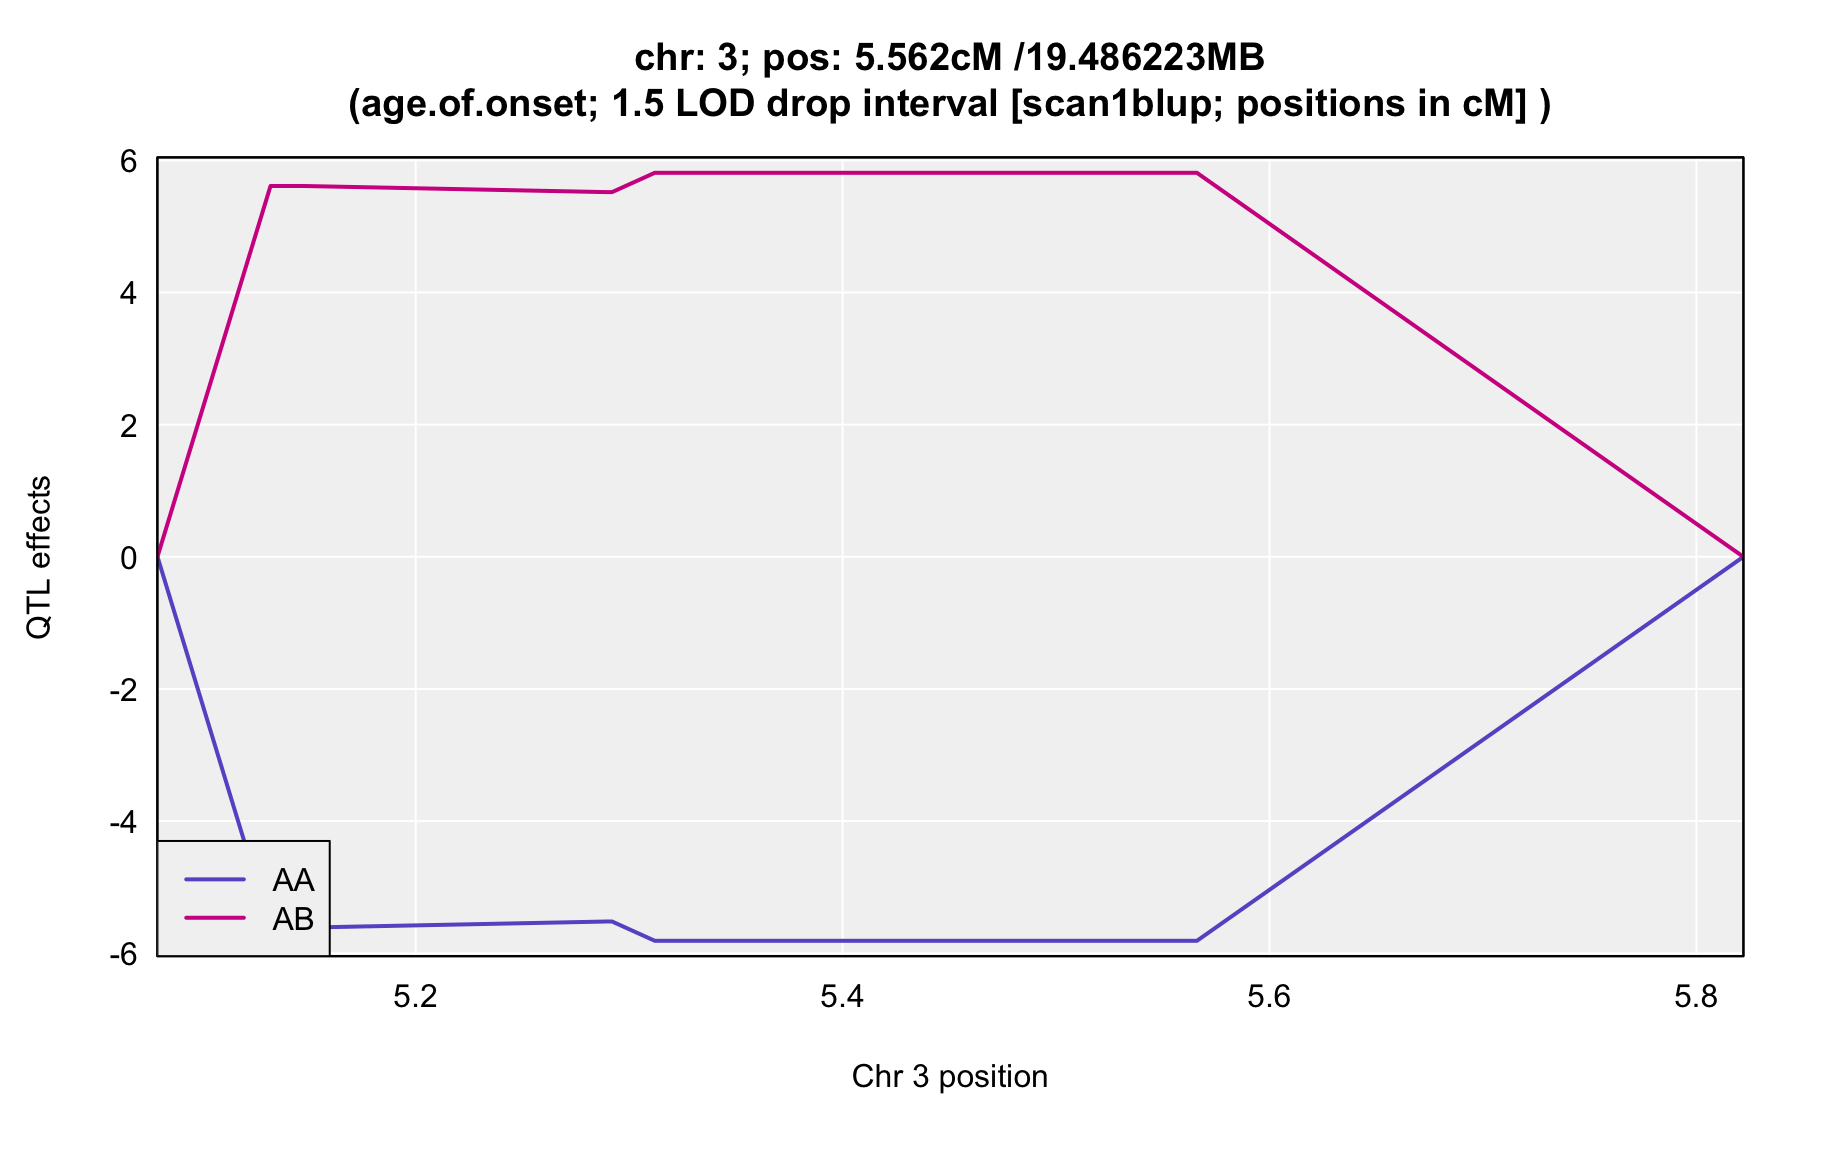 chr: 3; pos: 5.562cM /19.486223MB
(age.of.onset; 1.5 LOD drop interval [scan1blup; positions in cM] )
6
4
2
0
-2
-4
-6
QTL effects
AA
AB
5.2 5.4 5.6 5.8
Chr 3 position